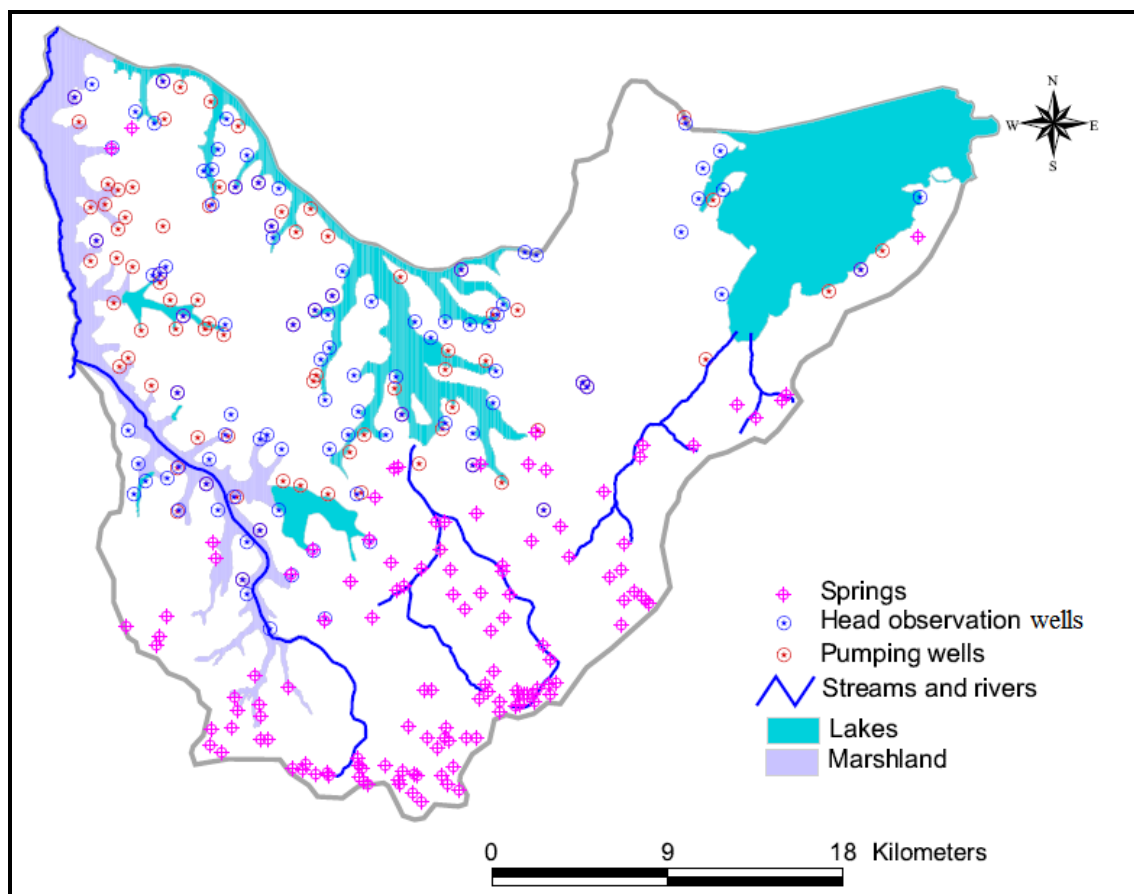 N
W E
S
Springs
Head observation wells
Pumping wells
Streams and rivers
Lakes
Marshland
0 9 18 Kilometers